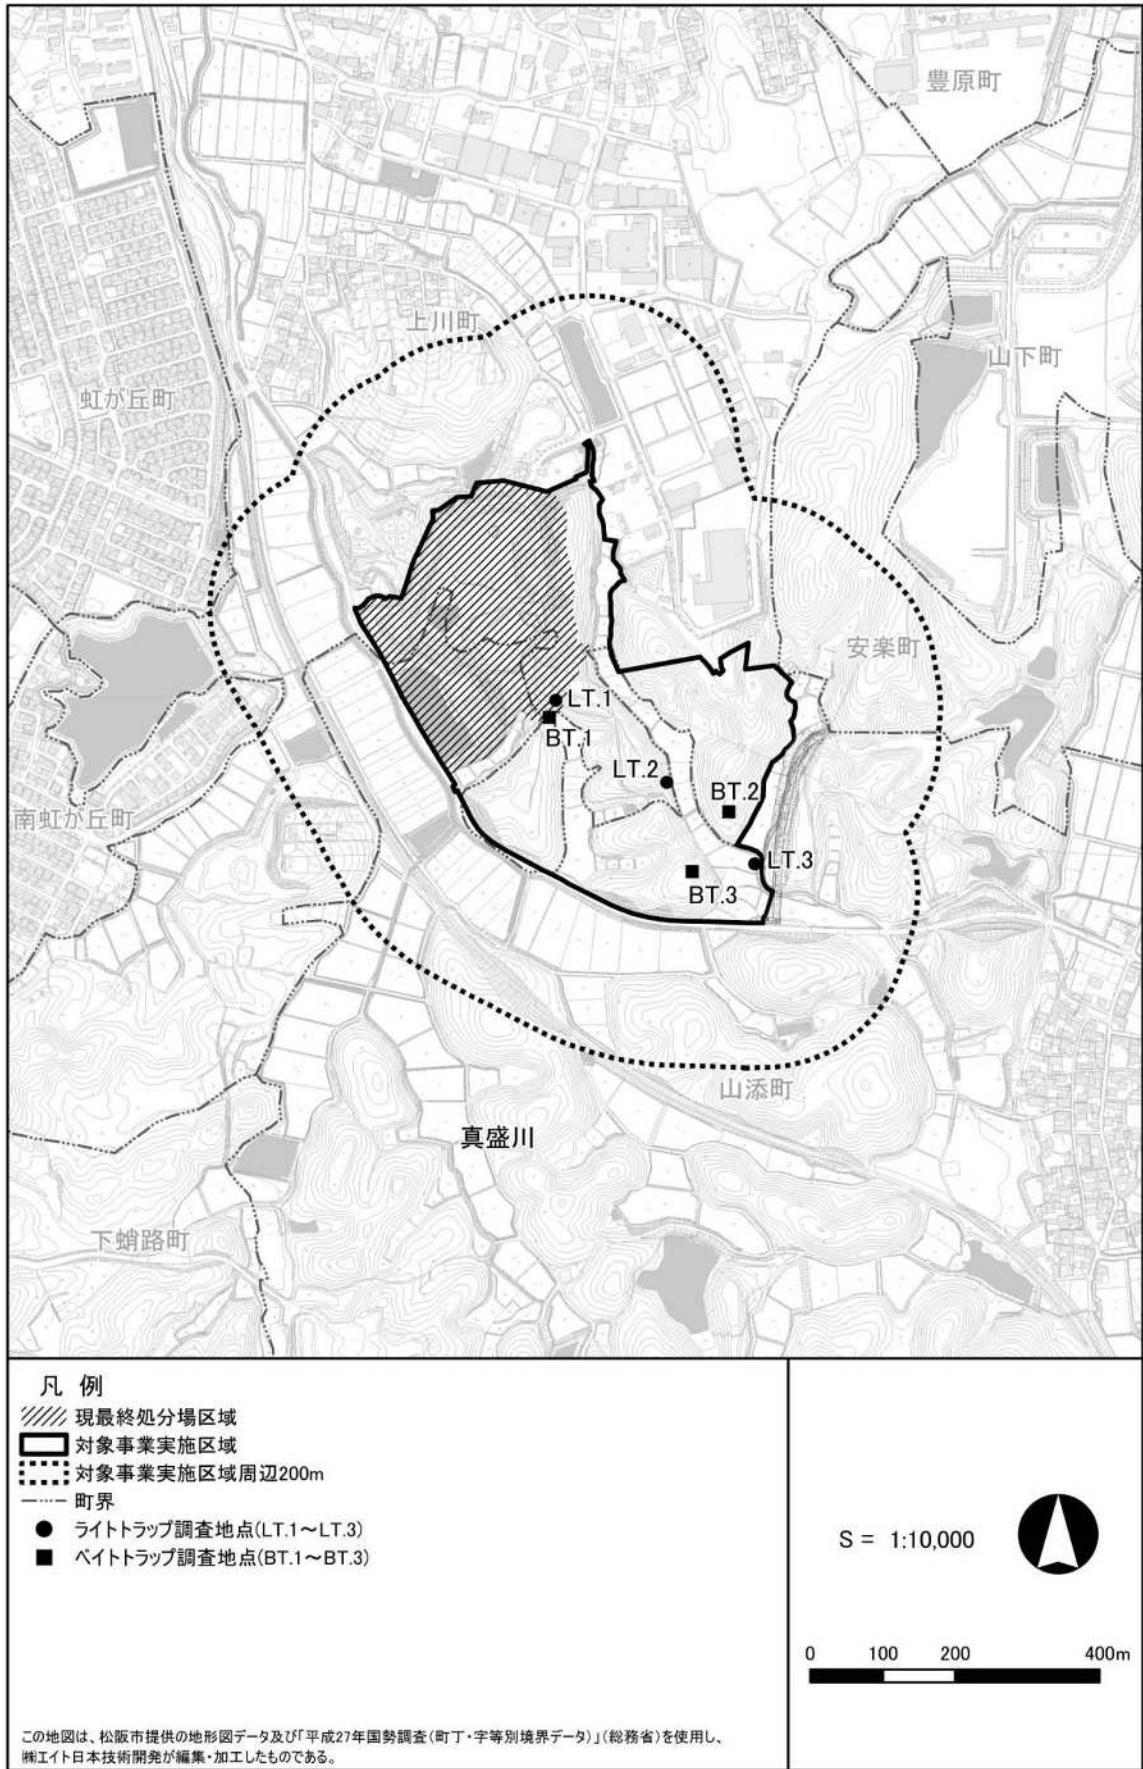 豊原町
上川町
山下町
虹が丘町
安楽町
LT.1
BT.1
LT.2
BT.2
南虹が丘町
LT.3
BT.3
山添町
真盛川
下蛸路町
凡 例
現最終処分場区域
対象事業実施区域
対象事業実施区域周辺200m
町界
ライトトラップ調査地点(LT.1～LT.3)
ベイトトラップ調査地点(BT.1～BT.3)
S = 1:10,000
0 100 200 400m
この地図は、松阪市提供の地形図データ及び「平成27年国勢調査(町丁・字等別境界データ)」(総務省)を使用し、
㈱エイト日本技術開発が編集・加工したものである。